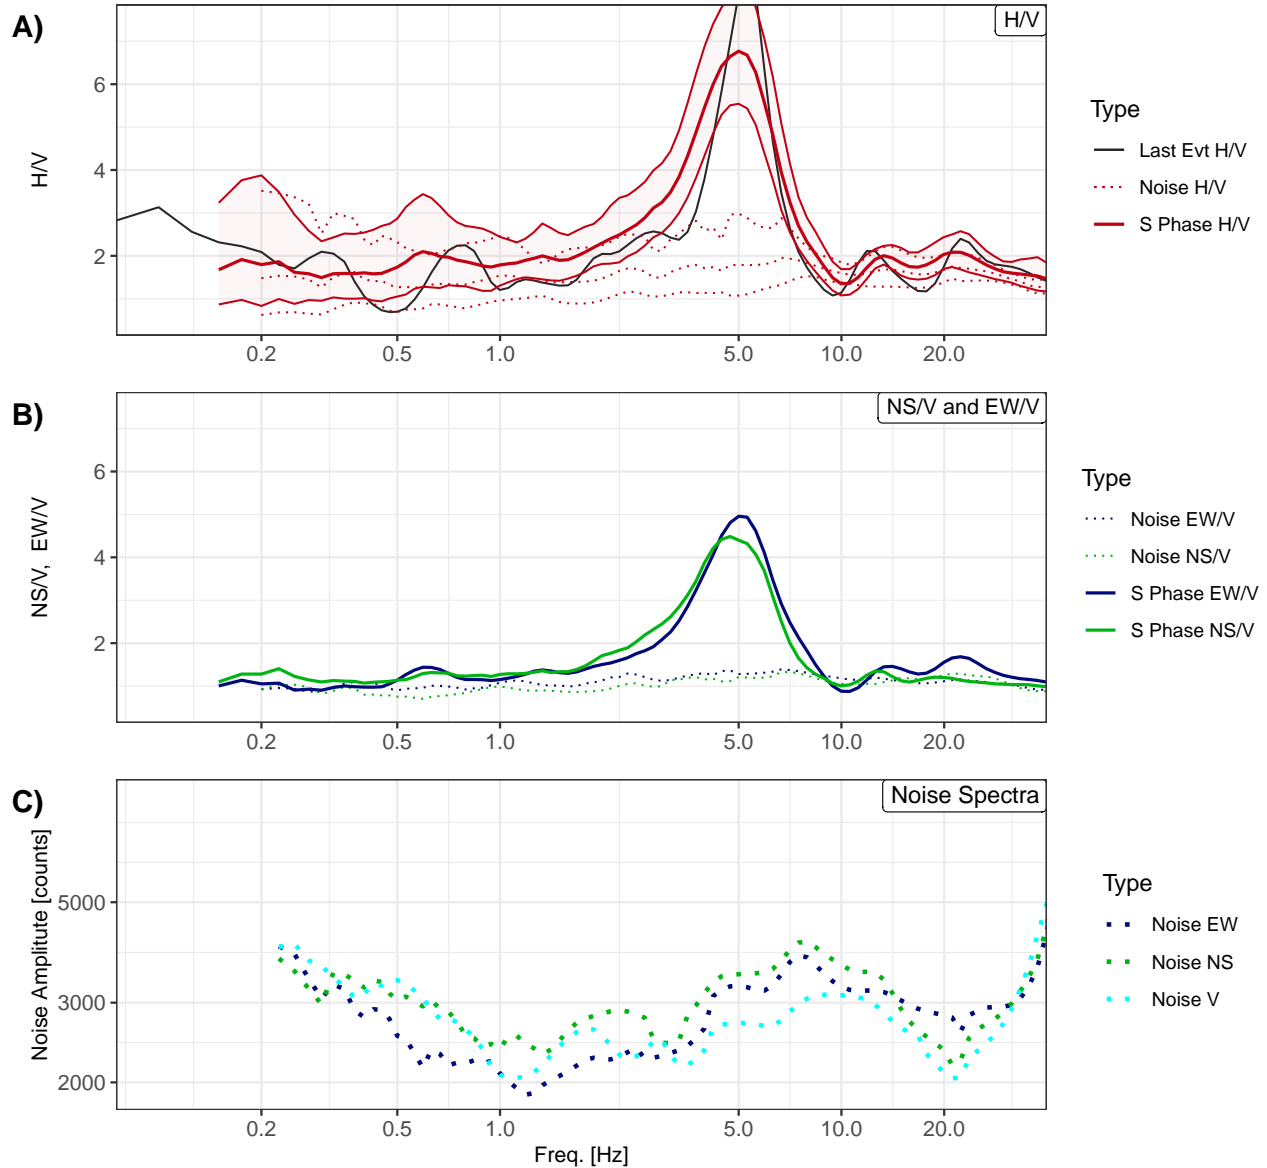 A)
H/V
6
4
2
H/V
0.2
0.5
1.0
5.0
10.0
20.0
Type
Last Evt H/V
Noise H/V
S Phase H/V
B)
NS/V and EW/V
6
4
2
NS/V, EW/V
0.2
0.5
1.0
5.0
10.0
20.0
Type
Noise EW/V
Noise NS/V
S Phase EW/V
S Phase NS/V
C)
Noise Spectra
5000
3000
2000
Noise Amplitute [counts]
0.2
0.5
1.0
5.0
10.0
20.0
Freq. [Hz]
Type
Noise EW
Noise NS
Noise V